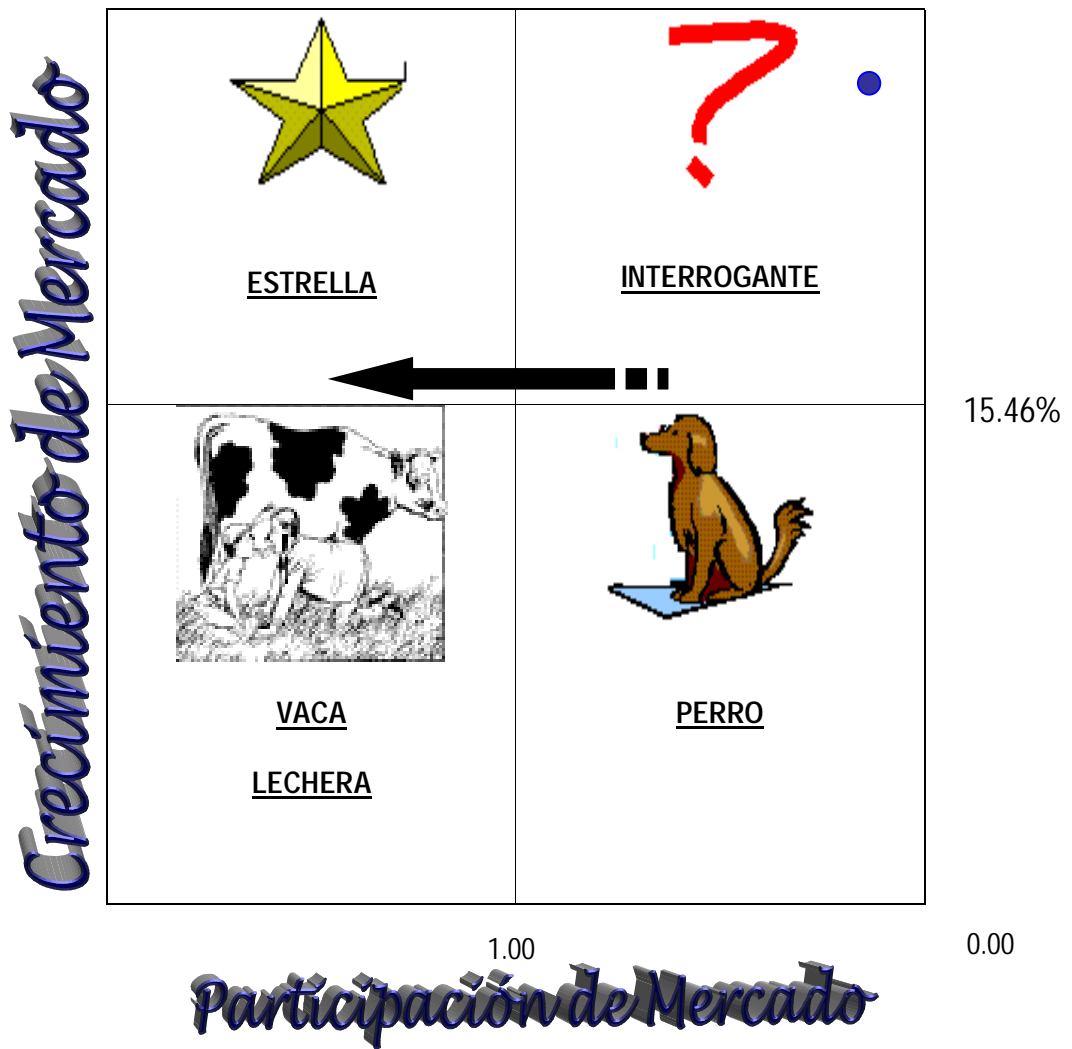 Crecimiento de Mercado
ESTRELLA
INTERROGANTE
15.46%
VACA
LECHERA
PERRO
1.00
0.00
Participación de Mercado